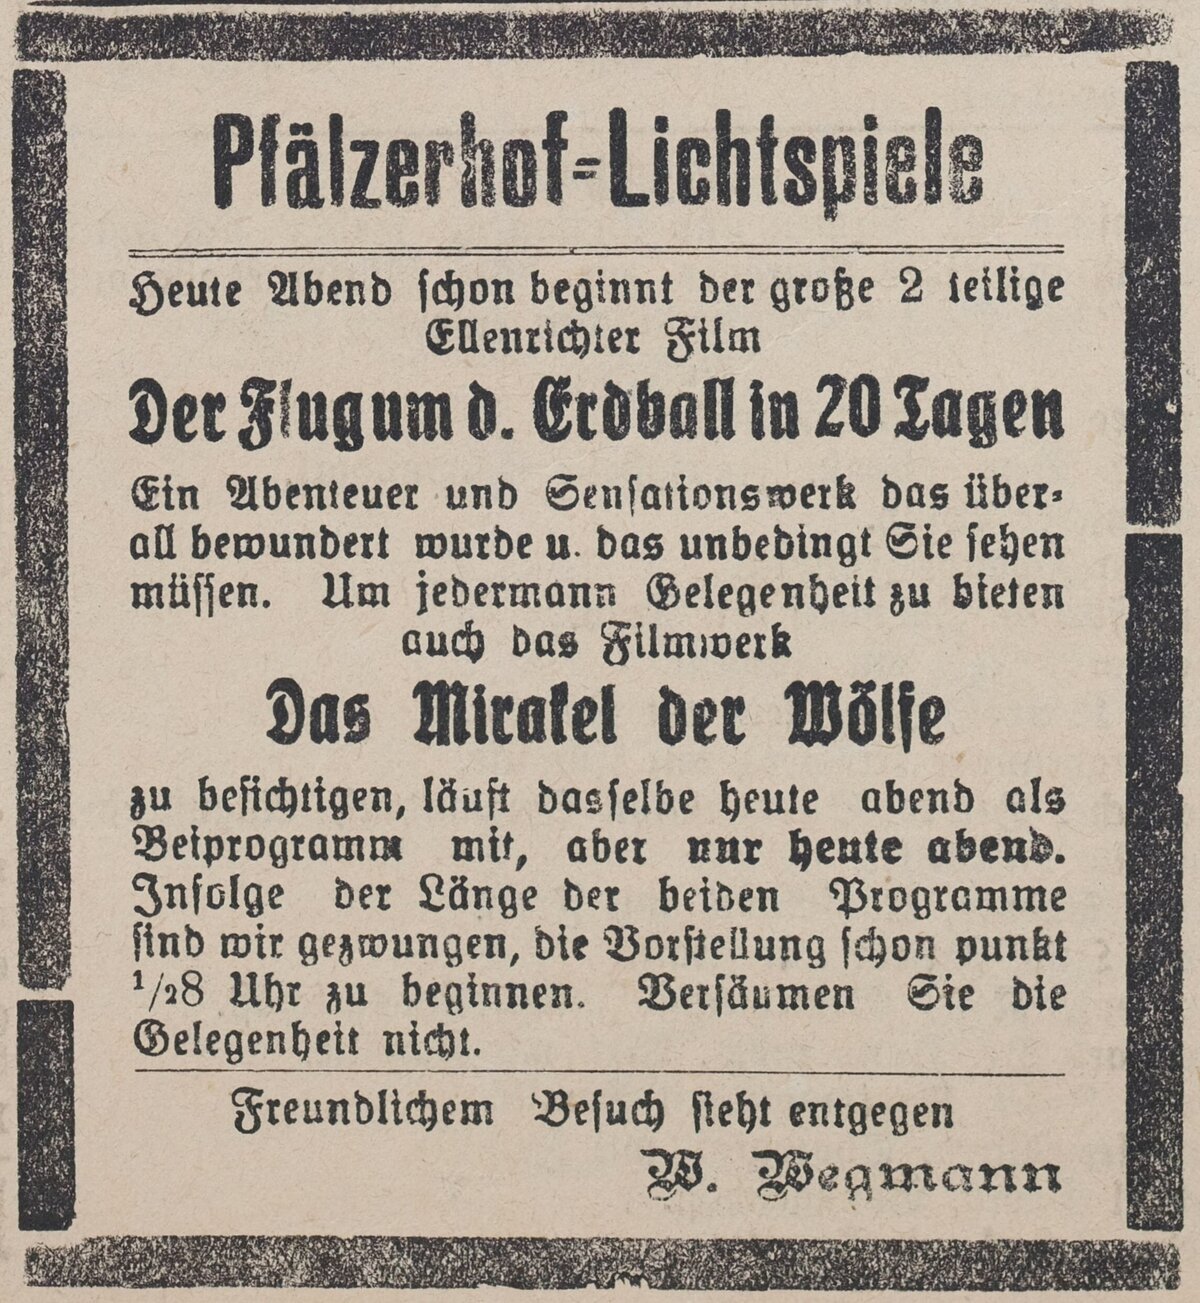 Pfälzerhof=Lichtspiele
Heute Abend schon beginnt der große 2 teilige
Ellenrichter Film
Der Flug um d. Erdball in 20 Tagen
Ein Abenteuer und Sensationswerk das über-
all bewundert wurde u. das unbedingt Sie sehen
müssen. Um jedermann Gelegenheit zu bieten
auch das Filmwerk
Das Mirakel der Wölfe
zu besichtigen, läuft dasselbe heute abend als
Beiprogramm mit, aber nur heute abend.
Infolge der Länge der beiden Programme
sind wir gezwungen, die Vorstellung schon punkt
1/28 Uhr zu beginnen. Versäumen Sie die
Gelegenheit nicht.
Freundlichem Besuch sieht entgegen
W. Wegmann